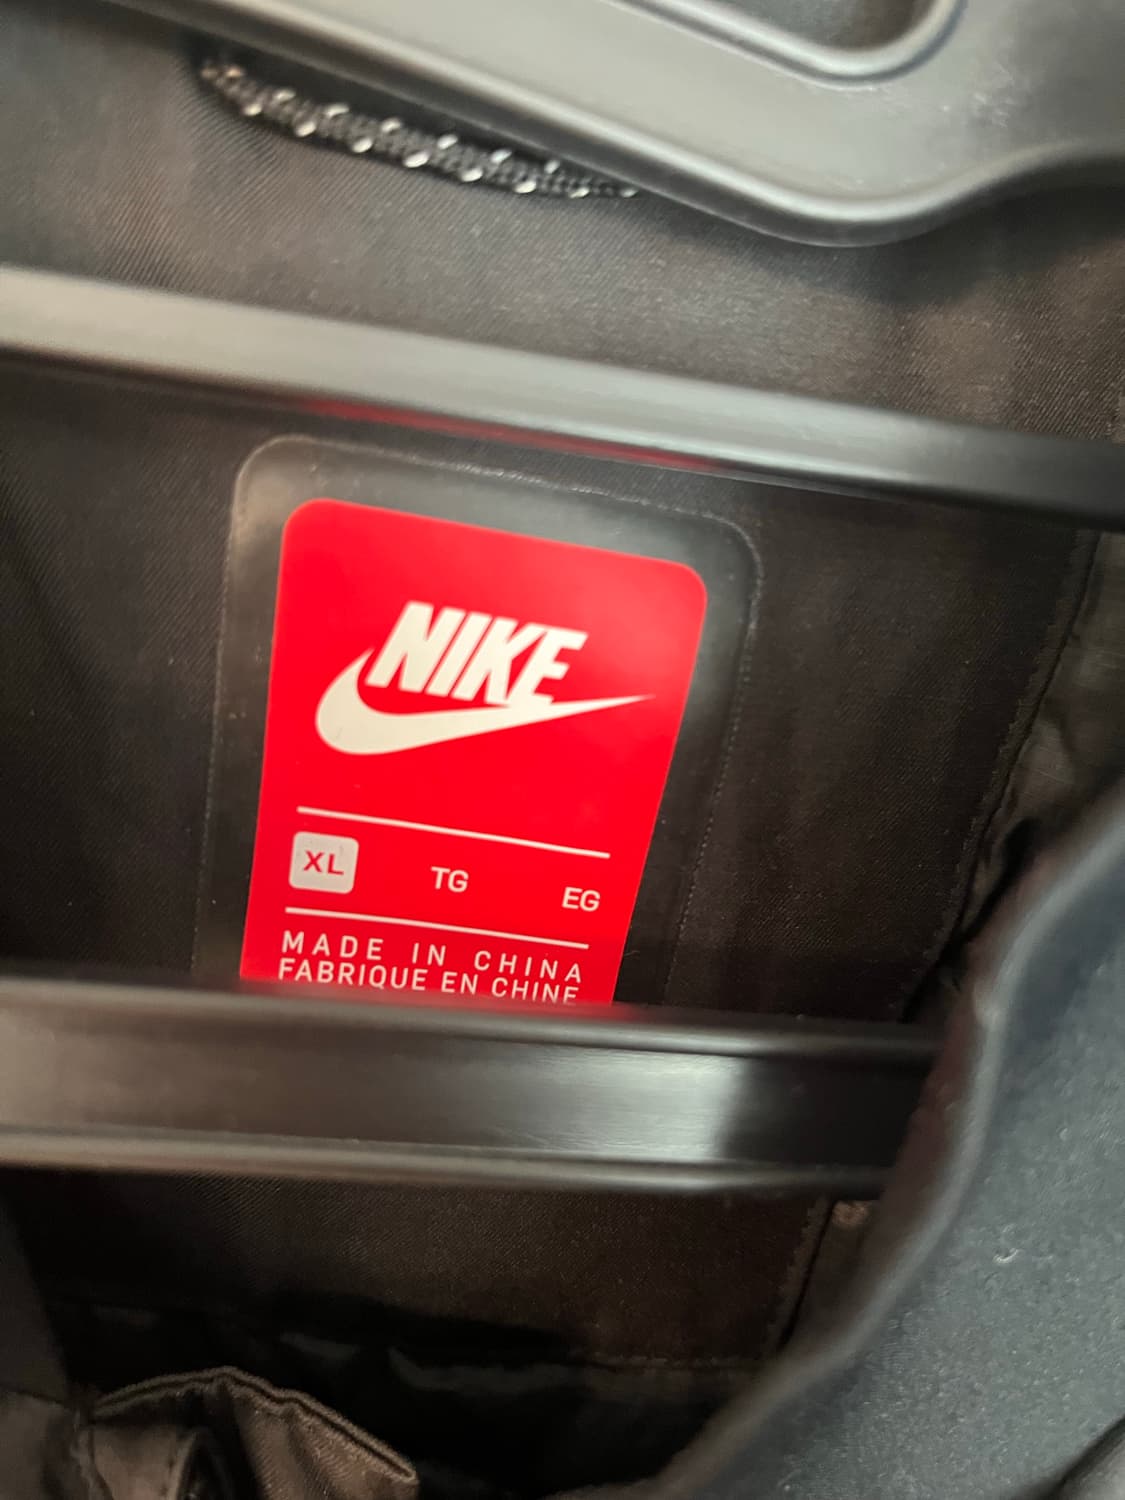 NIKE
XL TG EG
MADE IN CHINA
FABRIQUE EN CHINE